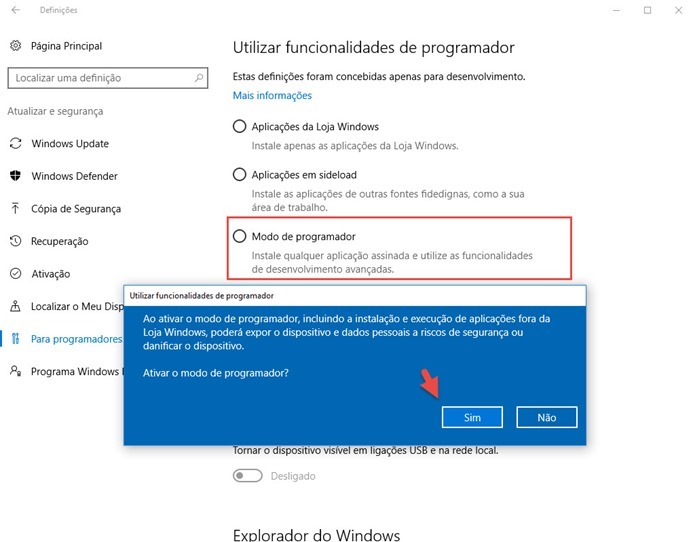 Definições
Página Principal
Localizar uma definição
Atualizar e segurança
Windows Update
Windows Defender
Cópia de Segurança
Recuperação
Ativação
Localizar o Meu Disp
Para programadores
Programa Windows
Utilizar funcionalidades de programador
Estas definições foram concebidas apenas para desenvolvimento.
Mais informações
Aplicações da Loja Windows
Instale apenas as aplicações da Loja Windows.
Aplicações em sideload
Instale as aplicações de outras fontes fidedignas, como a sua
área de trabalho.
Modo de programador
Instale qualquer aplicação assinada e utilize as funcionalidades
de desenvolvimento avançadas.
Utilizar funcionalidades de programador
Ao ativar o modo de programador, incluindo a instalação e execução de aplicações fora da
Loja Windows, poderá expor o dispositivo e dados pessoais a riscos de segurança ou
danificar o dispositivo.
Ativar o modo de programador?
Sim
Não
Tornar o dispositivo visível em ligações USB e na rede local.
Desligado
Explorador do Windows